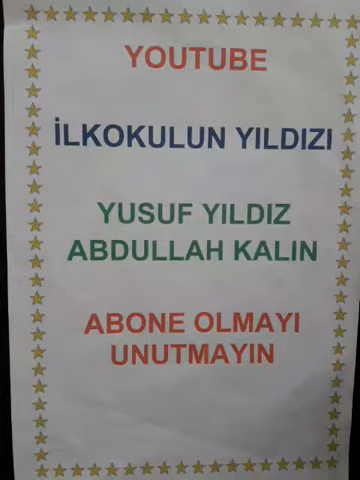 YOUTUBE
İLKOKULUN YILDIZI
YUSUF YILDIZ
ABDULLAH KALIN
ABONE OLMAYI
UNUTMAYIN